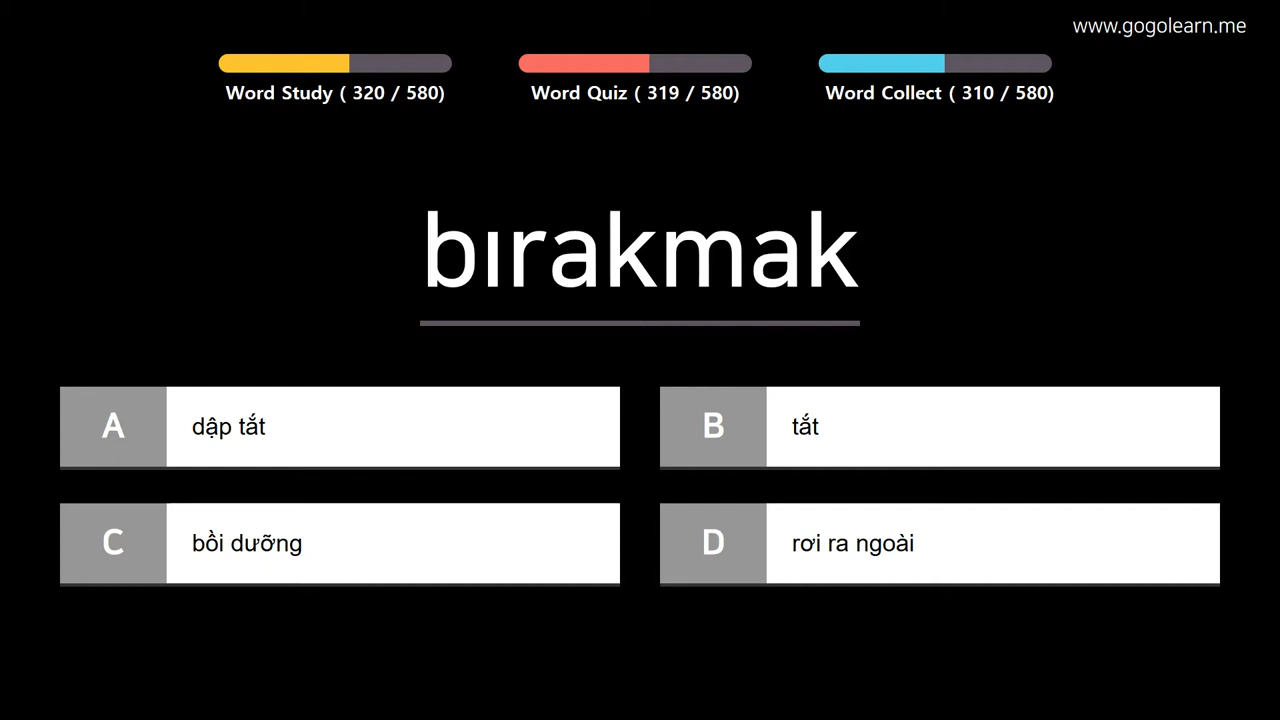 www.gogolearn.me
Word Study ( 320 / 580)
Word Quiz ( 319 / 580)
Word Collect ( 310 / 580)
bırakmak
A
dập tắt
B
tắt
C
bồi dưỡng
D
rơi ra ngoài